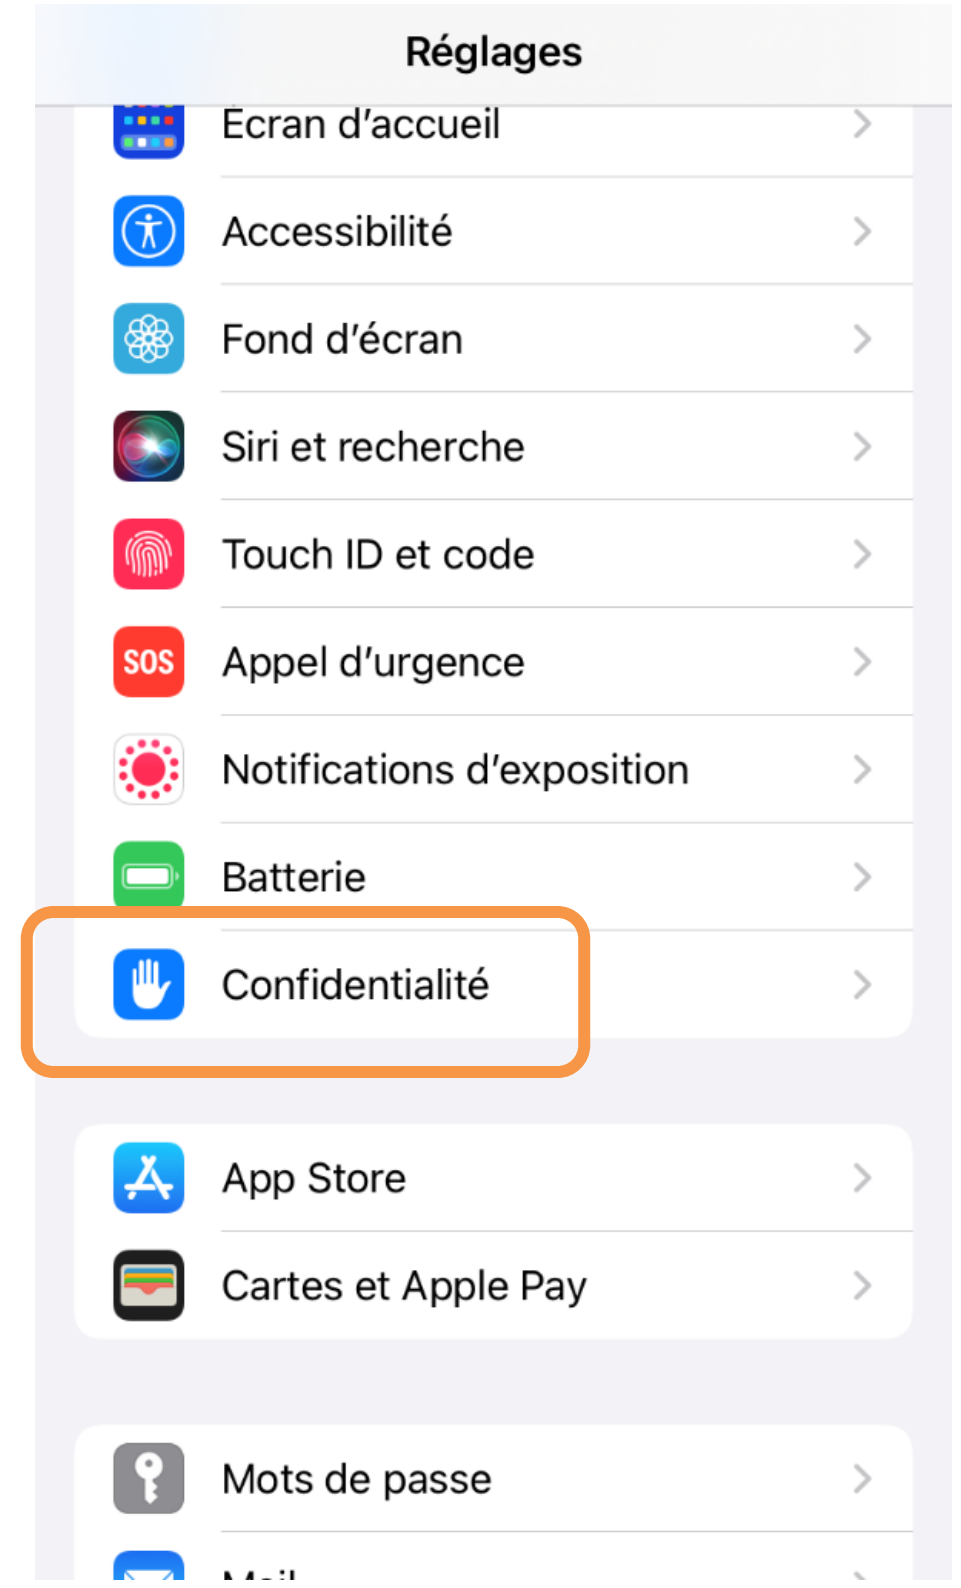 Réglages
Écran d’accueil
Accessibilité
Fond d’écran
Siri et recherche
Touch ID et code
SOS
Appel d’urgence
Notifications d’exposition
Batterie
Confidentialité
App Store
Cartes et Apple Pay
Mots de passe
Mail